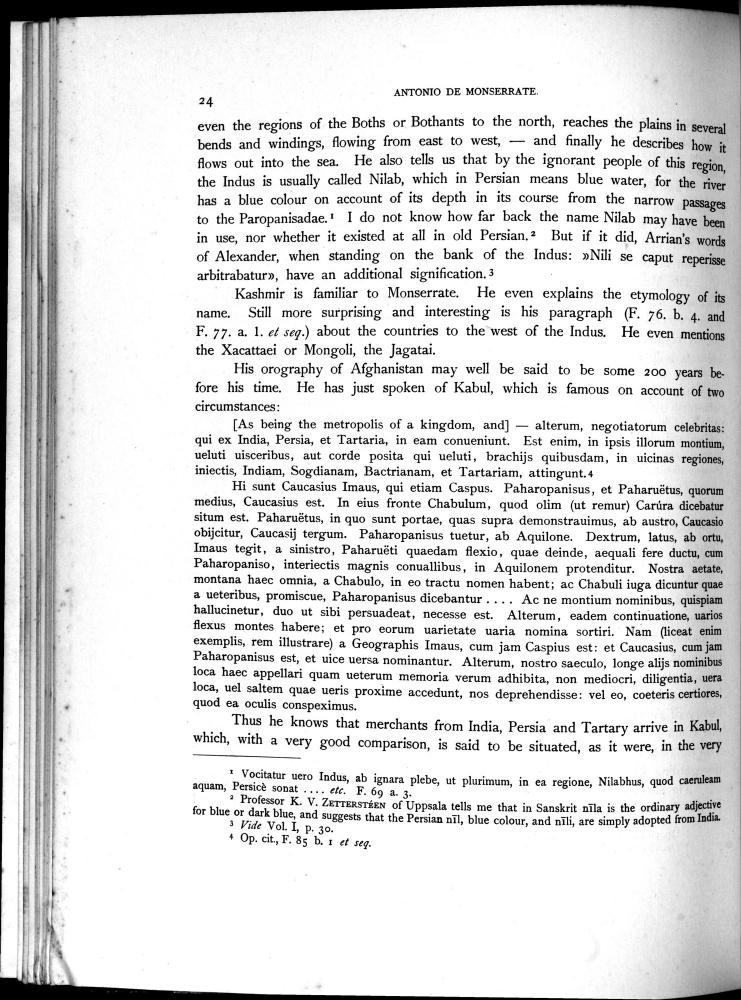 24
ANTONIO DE MONSERRATE.
even the regions of the Boths or Bothants to the north, reaches the plains in several
bends and windings, flowing from east to west, — and finally he describes how it
flows out into the sea. He also tells us that by the ignorant people of this region,
the Indus is usually called Nilab, which in Persian means blue water, for the river
has a blue colour on account of its depth in its course from the narrow passages
to the Paropanisadae.¹ I do not know how far back the name Nilab may have been
in use, nor whether it existed at all in old Persian.² But if it did, Arrian's words
of Alexander, when standing on the bank of the Indus: »Nili se caput reperisse
arbitrabatur», have an additional signification.³
Kashmir is familiar to Monserrate. He even explains the etymology of its
name. Still more surprising and interesting is his paragraph (F. 76. b. 4. and
F. 77. a. 1. et seq.) about the countries to the west of the Indus. He even mentions
the Xacattaei or Mongoli, the Jagatai.
His orography of Afghanistan may well be said to be some 200 years be-
fore his time. He has just spoken of Kabul, which is famous on account of two
circumstances:
[As being the metropolis of a kingdom, and] — alterum, negotiatorum celebritas:
qui ex India, Persia, et Tartaria, in eam conueniunt. Est enim, in ipsis illorum montium,
ueluti uisceribus, aut corde posita qui ueluti, brachijs quibusdam, in uicinas regiones,
iniectis, Indiam, Sogdianam, Bactrianam, et Tartariam, attingunt.⁴
Hi sunt Caucasius Imaus, qui etiam Caspus. Paharopanisus, et Paharuëtus, quorum
medius, Caucasius est. In eius fronte Chabulum, quod olim (ut remur) Carúra dicebatur
situm est. Paharuëtus, in quo sunt portae, quas supra demonstrauimus, ab austro, Caucasio
obijcitur, Caucasij tergum. Paharopanisus tuetur, ab Aquilone. Dextrum, latus, ab ortu,
Imaus tegit, a sinistro, Paharuëti quaedam flexio, quae deinde, aequali fere ductu, cum
Paharopaniso, interiectis magnis conuallibus, in Aquilonem protenditur. Nostra aetate,
montana haec omnia, a Chabulo, in eo tractu nomen habent; ac Chabuli iuga dicuntur quae
a ueteribus, promiscue, Paharopanisus dicebantur .... Ac ne montium nominibus, quispiam
hallucinetur, duo ut sibi persuadeat, necesse est. Alterum, eadem continuatione, uarios
flexus montes habere; et pro eorum uarietate uaria nomina sortiri. Nam (liceat enim
exemplis, rem illustrare) a Geographis Imaus, cum jam Caspius est: et Caucasius, cum jam
Paharopanisus est, et uice uersa nominantur. Alterum, nostro saeculo, longe alijs nominibus
loca haec appellari quam ueterum memoria verum adhibita, non mediocri, diligentia, uera
loca, uel saltem quae ueris proxime accedunt, nos deprehendisse: vel eo, coeteris certiores,
quod ea oculis conspeximus.
Thus he knows that merchants from India, Persia and Tartary arrive in Kabul,
which, with a very good comparison, is said to be situated, as it were, in the very
¹ Vocitatur uero Indus, ab ignara plebe, ut plurimum, in ea regione, Nilabhus, quod caeruleam
aquam, Persicè sonat .... etc. F. 69 a. 3.
² Professor K. V. ZETTERSTÉEN of Uppsala tells me that in Sanskrit nīla is the ordinary adjective
for blue or dark blue, and suggests that the Persian nīl, blue colour, and nīli, are simply adopted from India.
³ Vide Vol. I, p. 30.
⁴ Op. cit., F. 85 b. 1 et seq.